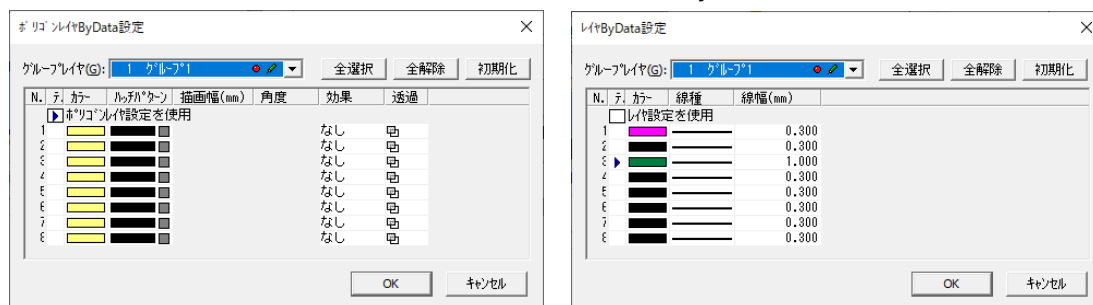 ﾎﾟﾘｺﾞﾝﾚｲﾔByData設定
ｸﾞﾙｰﾌﾟﾚｲﾔ(G): 1 ｸﾞﾙｰﾌﾟ1 全選択 全解除 初期化
N. ﾃ. ｶﾗｰ ﾊｯﾁﾊﾟﾀｰﾝ 描画幅(mm) 角度 効果 透過
ﾎﾟﾘｺﾞﾝﾚｲﾔ設定を使用
1 なし
2 なし
3 なし
4 なし
5 なし
6 なし
7 なし
8 なし
OK ｷｬﾝｾﾙ
ﾚｲﾔByData設定
ｸﾞﾙｰﾌﾟﾚｲﾔ(G): 1 ｸﾞﾙｰﾌﾟ1 全選択 全解除 初期化
N. ﾃ. ｶﾗｰ 線種 線幅(mm)
ﾚｲﾔ設定を使用
1 0.300
2 0.300
3 1.000
4 0.300
5 0.300
6 0.300
7 0.300
8 0.300
OK ｷｬﾝｾﾙ